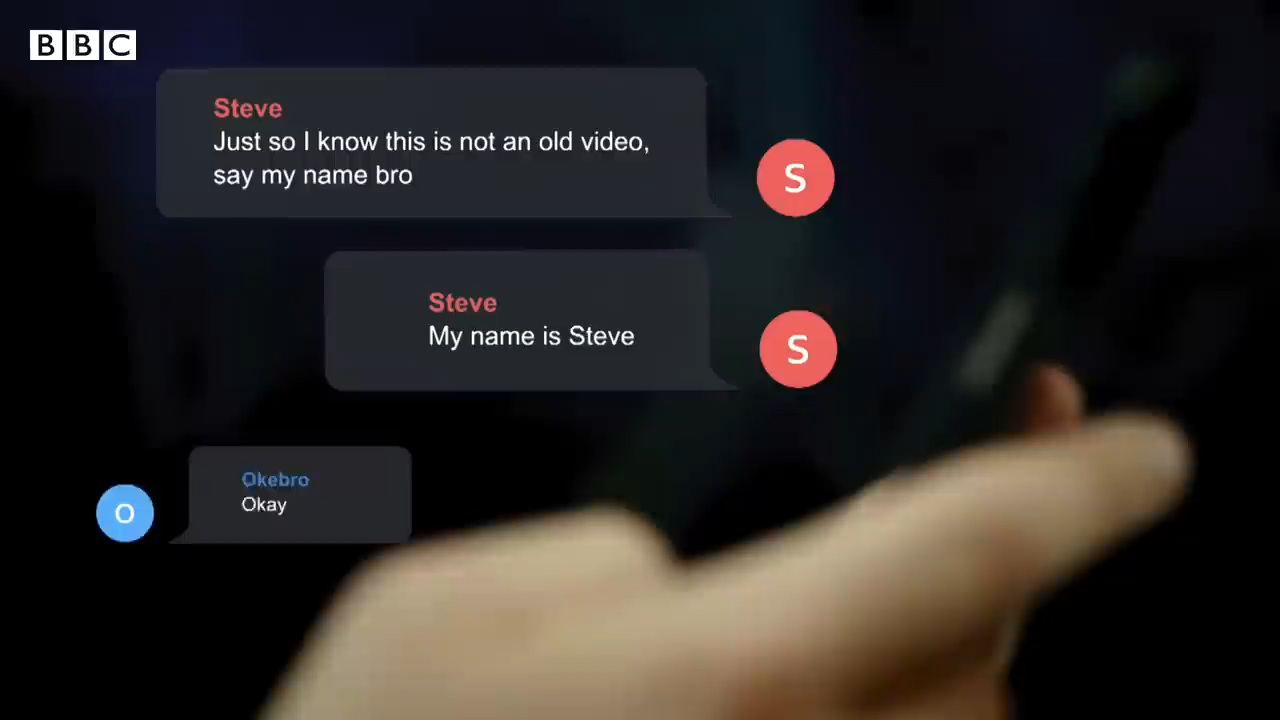 BBC
Steve
Just so I know this is not an old video,
say my name bro
S
Steve
My name is Steve
S
Okebro
Okay
O